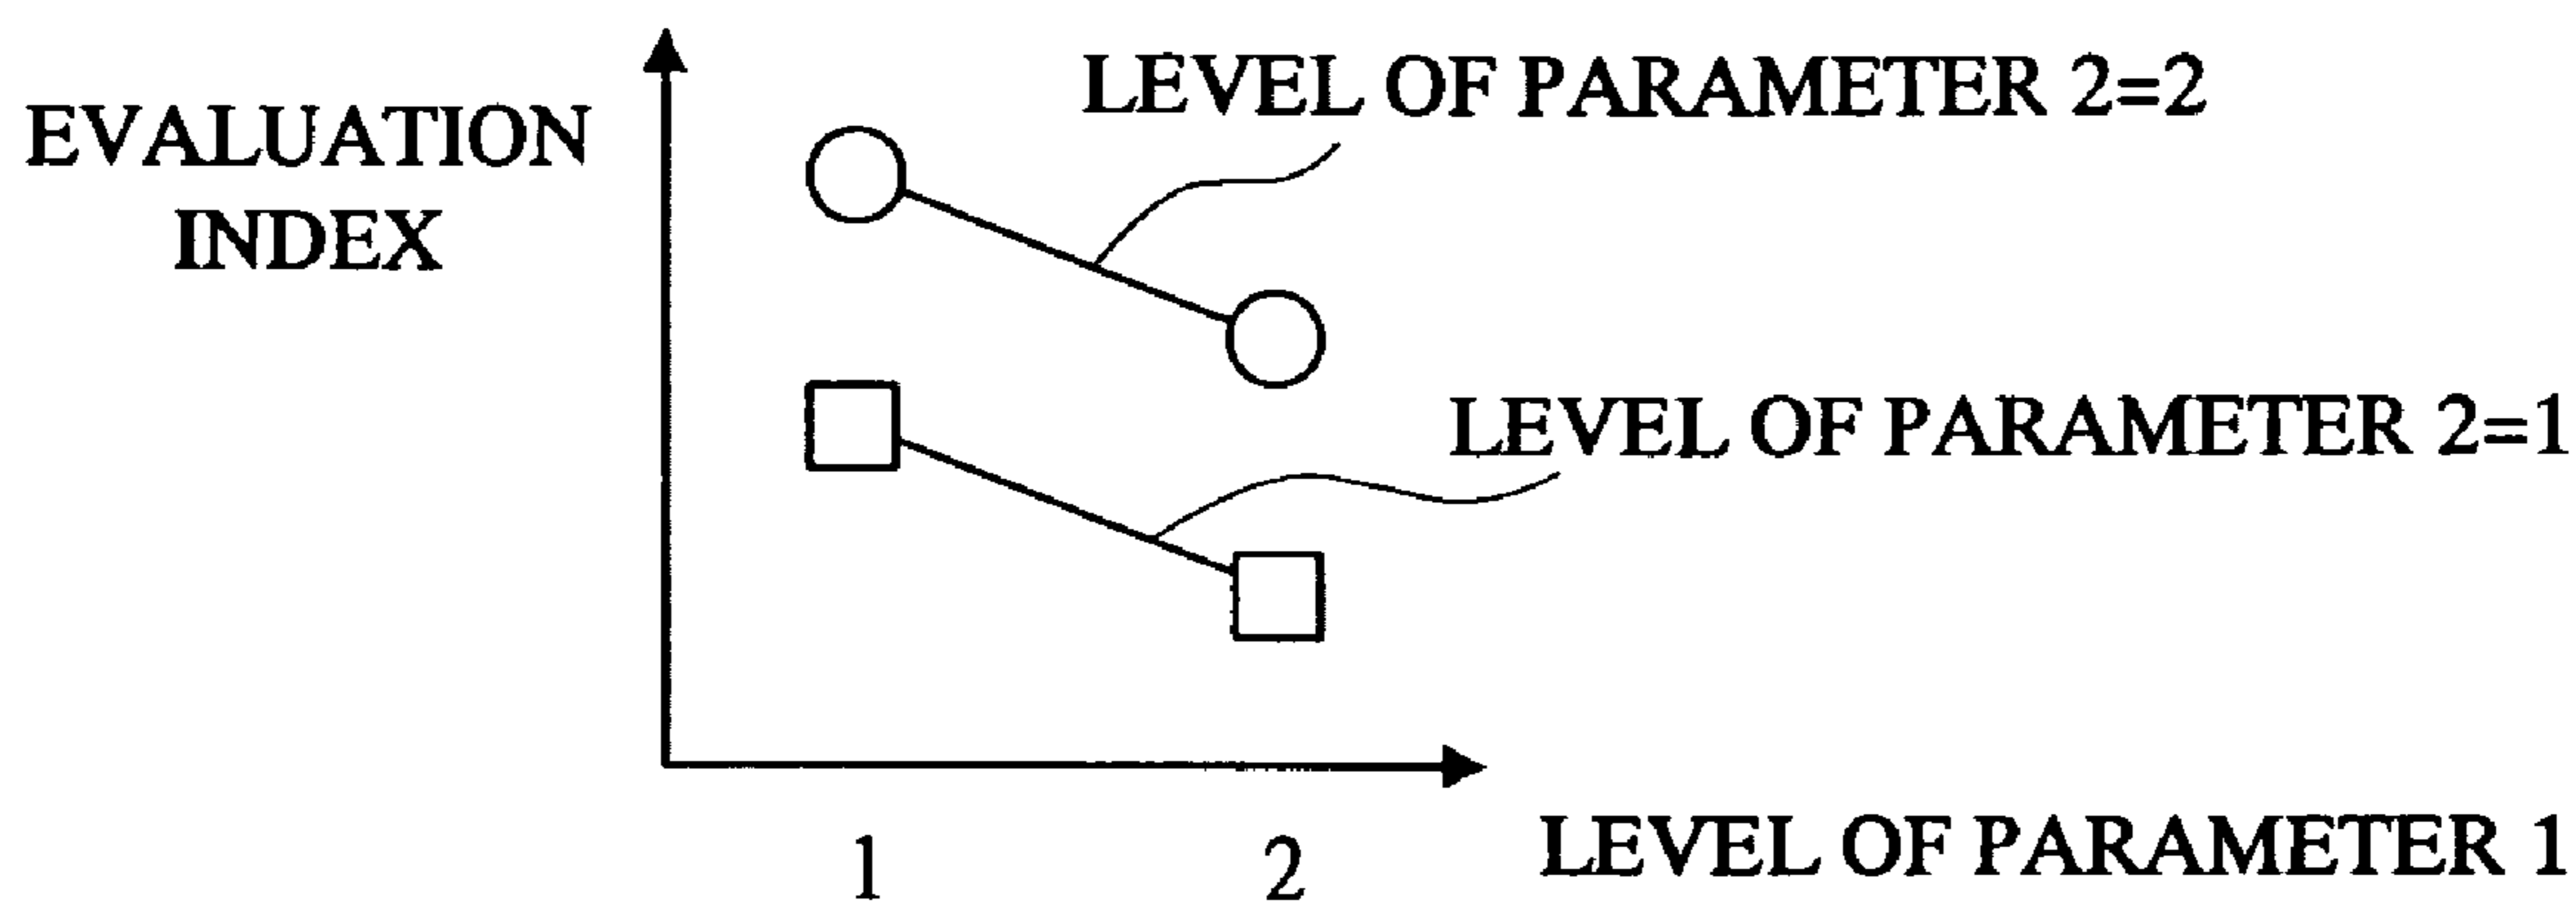 LEVEL OF PARAMETER 2=2
EVALUATION
INDEX
LEVEL OF PARAMETER 2=1
1 2
LEVEL OF PARAMETER 1